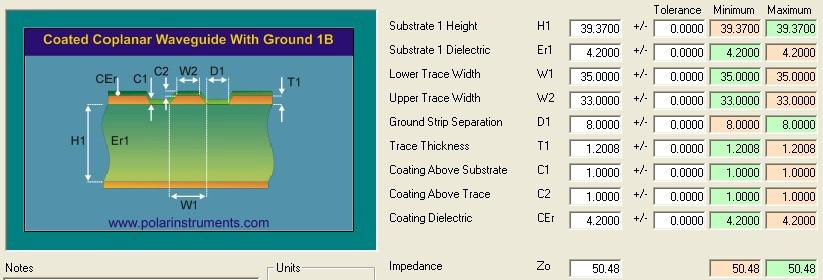 Tolerance Minimum Maximum
Coated Coplanar Waveguide With Ground 1B
CEr C1 C2 W2 D1 T1
H1 Er1
W1
www.polarinstruments.com
Substrate 1 Height H1 39.3700 +/- 0.0000 39.3700 39.3700
Substrate 1 Dielectric Er1 4.2000 +/- 0.0000 4.2000 4.2000
Lower Trace Width W1 35.0000 +/- 0.0000 35.0000 35.0000
Upper Trace Width W2 33.0000 +/- 0.0000 33.0000 33.0000
Ground Strip Separation D1 8.0000 +/- 0.0000 8.0000 8.0000
Trace Thickness T1 1.2008 +/- 0.0000 1.2008 1.2008
Coating Above Substrate C1 1.0000 +/- 0.0000 1.0000 1.0000
Coating Above Trace C2 1.0000 +/- 0.0000 1.0000 1.0000
Coating Dielectric CEr 4.2000 +/- 0.0000 4.2000 4.2000
Notes Units
Impedance Zo 50.48 50.48 50.48